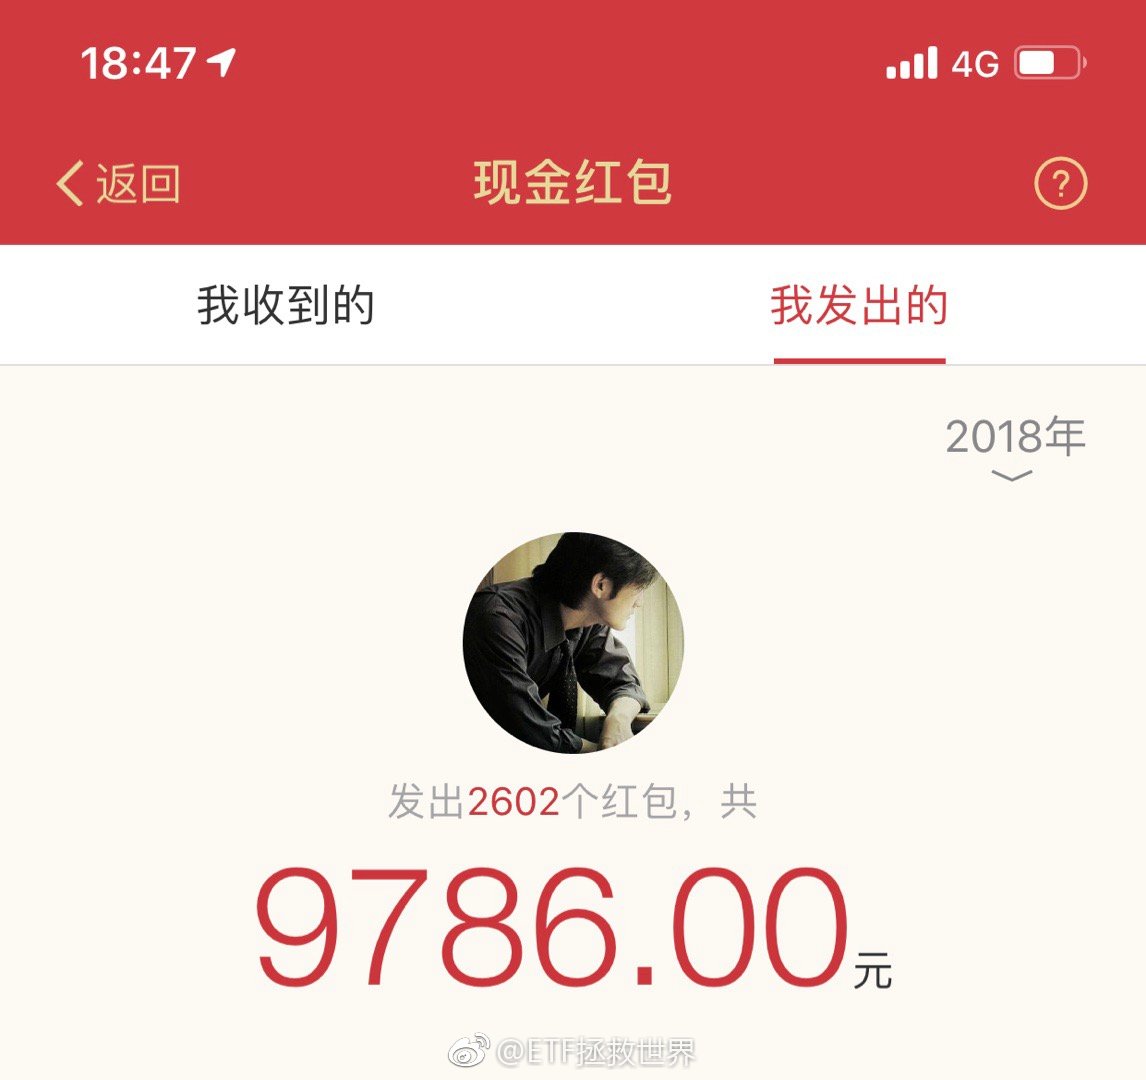 18:47 4G
返回 现金红包 ?
我收到的 我发出的
2018年
发出2602个红包，共
9786.00元
@ETF拯救世界